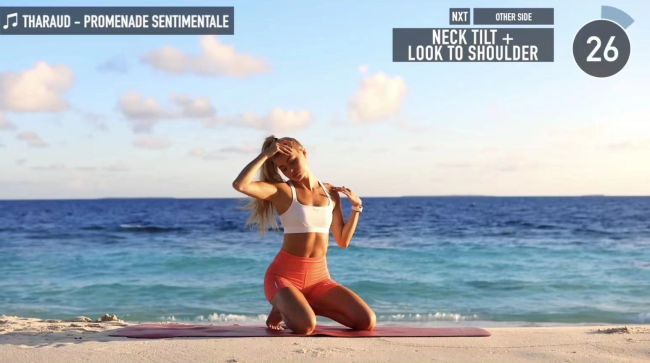 THARAUD - PROMENADE SENTIMENTALE
NXT OTHER SIDE
NECK TILT +
LOOK TO SHOULDER
26